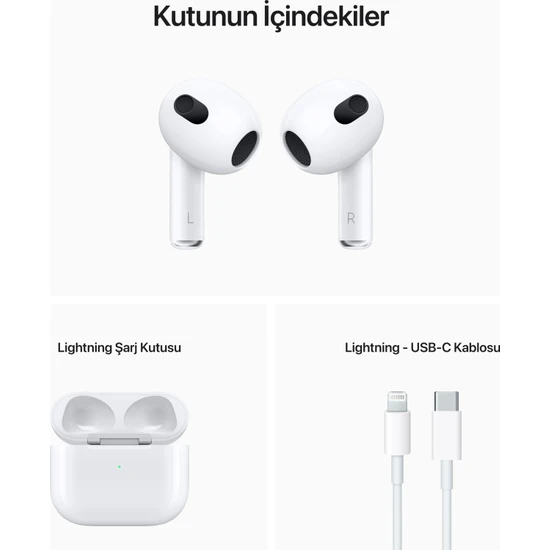 Kutunun İçindekiler
L
R
Lightning Şarj Kutusu
Lightning - USB-C Kablosu